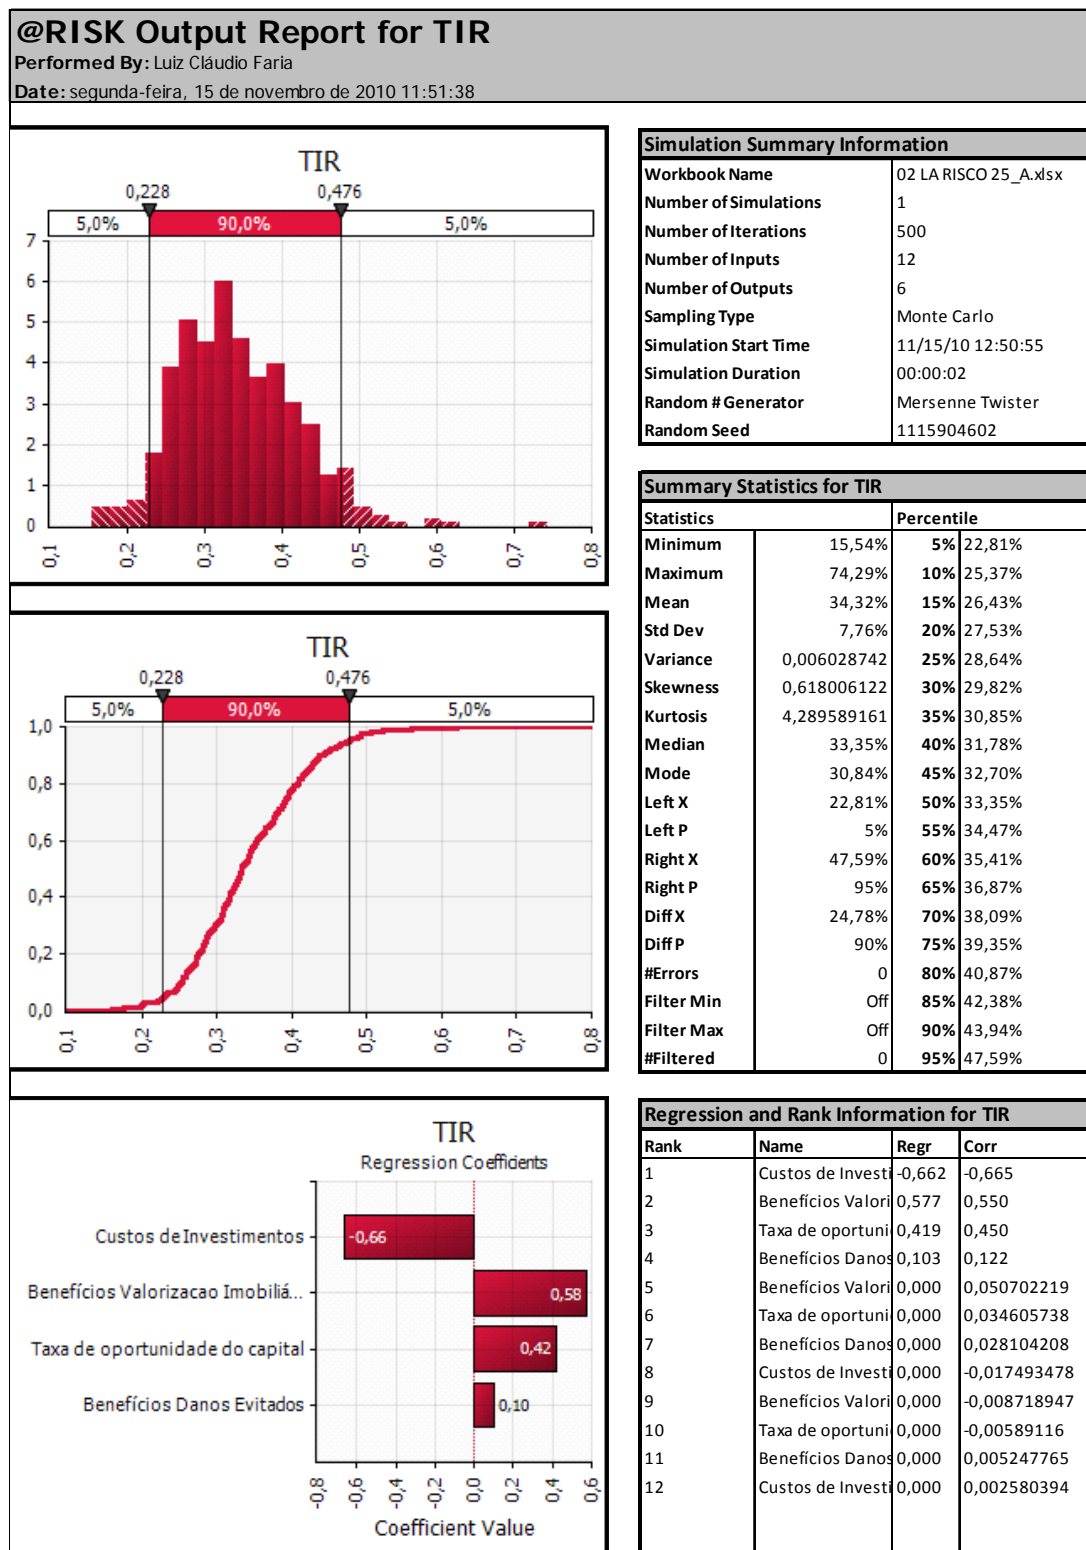 @RISK Output Report for TIR
Performed By: Luiz Cláudio Faria
Date: segunda-feira, 15 de novembro de 2010 11:51:38
TIR
0,228 0,476
5,0% 90,0% 5,0%
7
6
5
4
3
2
1
0
0,1 0,2 0,3 0,4 0,5 0,6 0,7 0,8
TIR
0,228 0,476
5,0% 90,0% 5,0%
1,0
0,8
0,6
0,4
0,2
0,0
0,1 0,2 0,3 0,4 0,5 0,6 0,7 0,8
TIR
Regression Coefficients
Custos de Investimentos -0,66
Benefícios Valorizacao Imobiliá... 0,58
Taxa de oportunidade do capital 0,42
Benefícios Danos Evitados 0,10
-0,8 -0,6 -0,4 -0,2 0,0 0,2 0,4 0,6
Coefficient Value
Simulation Summary Information
Workbook Name 02 LA RISCO 25_A.xlsx
Number of Simulations 1
Number of Iterations 500
Number of Inputs 12
Number of Outputs 6
Sampling Type Monte Carlo
Simulation Start Time 11/15/10 12:50:55
Simulation Duration 00:00:02
Random # Generator Mersenne Twister
Random Seed 1115904602
Summary Statistics for TIR
Statistics Percentile
Minimum 15,54% 5% 22,81%
Maximum 74,29% 10% 25,37%
Mean 34,32% 15% 26,43%
Std Dev 7,76% 20% 27,53%
Variance 0,006028742 25% 28,64%
Skewness 0,618006122 30% 29,82%
Kurtosis 4,289589161 35% 30,85%
Median 33,35% 40% 31,78%
Mode 30,84% 45% 32,70%
Left X 22,81% 50% 33,35%
Left P 5% 55% 34,47%
Right X 47,59% 60% 35,41%
Right P 95% 65% 36,87%
Diff X 24,78% 70% 38,09%
Diff P 90% 75% 39,35%
#Errors 0 80% 40,87%
Filter Min Off 85% 42,38%
Filter Max Off 90% 43,94%
#Filtered 0 95% 47,59%
Regression and Rank Information for TIR
Rank Name Regr Corr
1 Custos de Investi -0,662 -0,665
2 Benefícios Valori 0,577 0,550
3 Taxa de oportuni 0,419 0,450
4 Benefícios Danos 0,103 0,122
5 Benefícios Valori 0,000 0,050702219
6 Taxa de oportuni 0,000 0,034605738
7 Benefícios Danos 0,000 0,028104208
8 Custos de Investi 0,000 -0,017493478
9 Benefícios Valori 0,000 -0,008718947
10 Taxa de oportuni 0,000 -0,00589116
11 Benefícios Danos 0,000 0,005247765
12 Custos de Investi 0,000 0,002580394